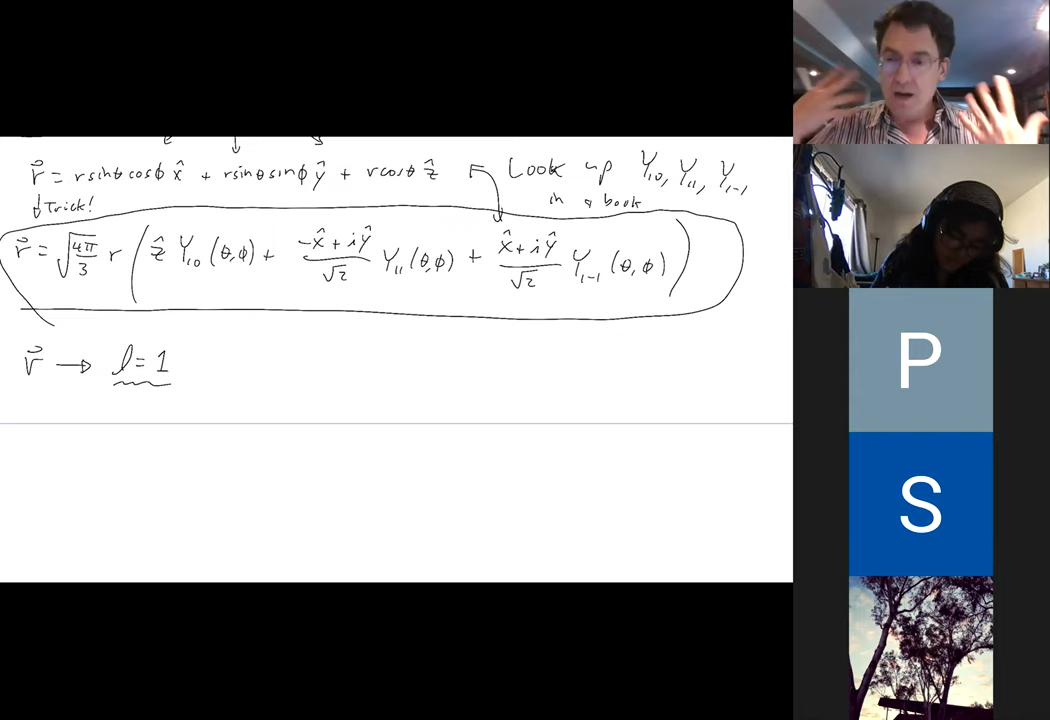 r⃗ = r sinθ cosϕ x̂ + r sinθ sinϕ ŷ + r cosθ ẑ
Look up Y₁₀, Y₁₁, Y₁₋₁
in a book
↓ Trick!
r⃗ = √(4π/3) r ( ẑ Y₁₀ (θ,ϕ) + (-x̂ + iŷ)/√2 Y₁₁ (θ,ϕ) + (x̂ + iŷ)/√2 Y₁₋₁ (θ,ϕ) )
r⃗ → l = 1
P
S